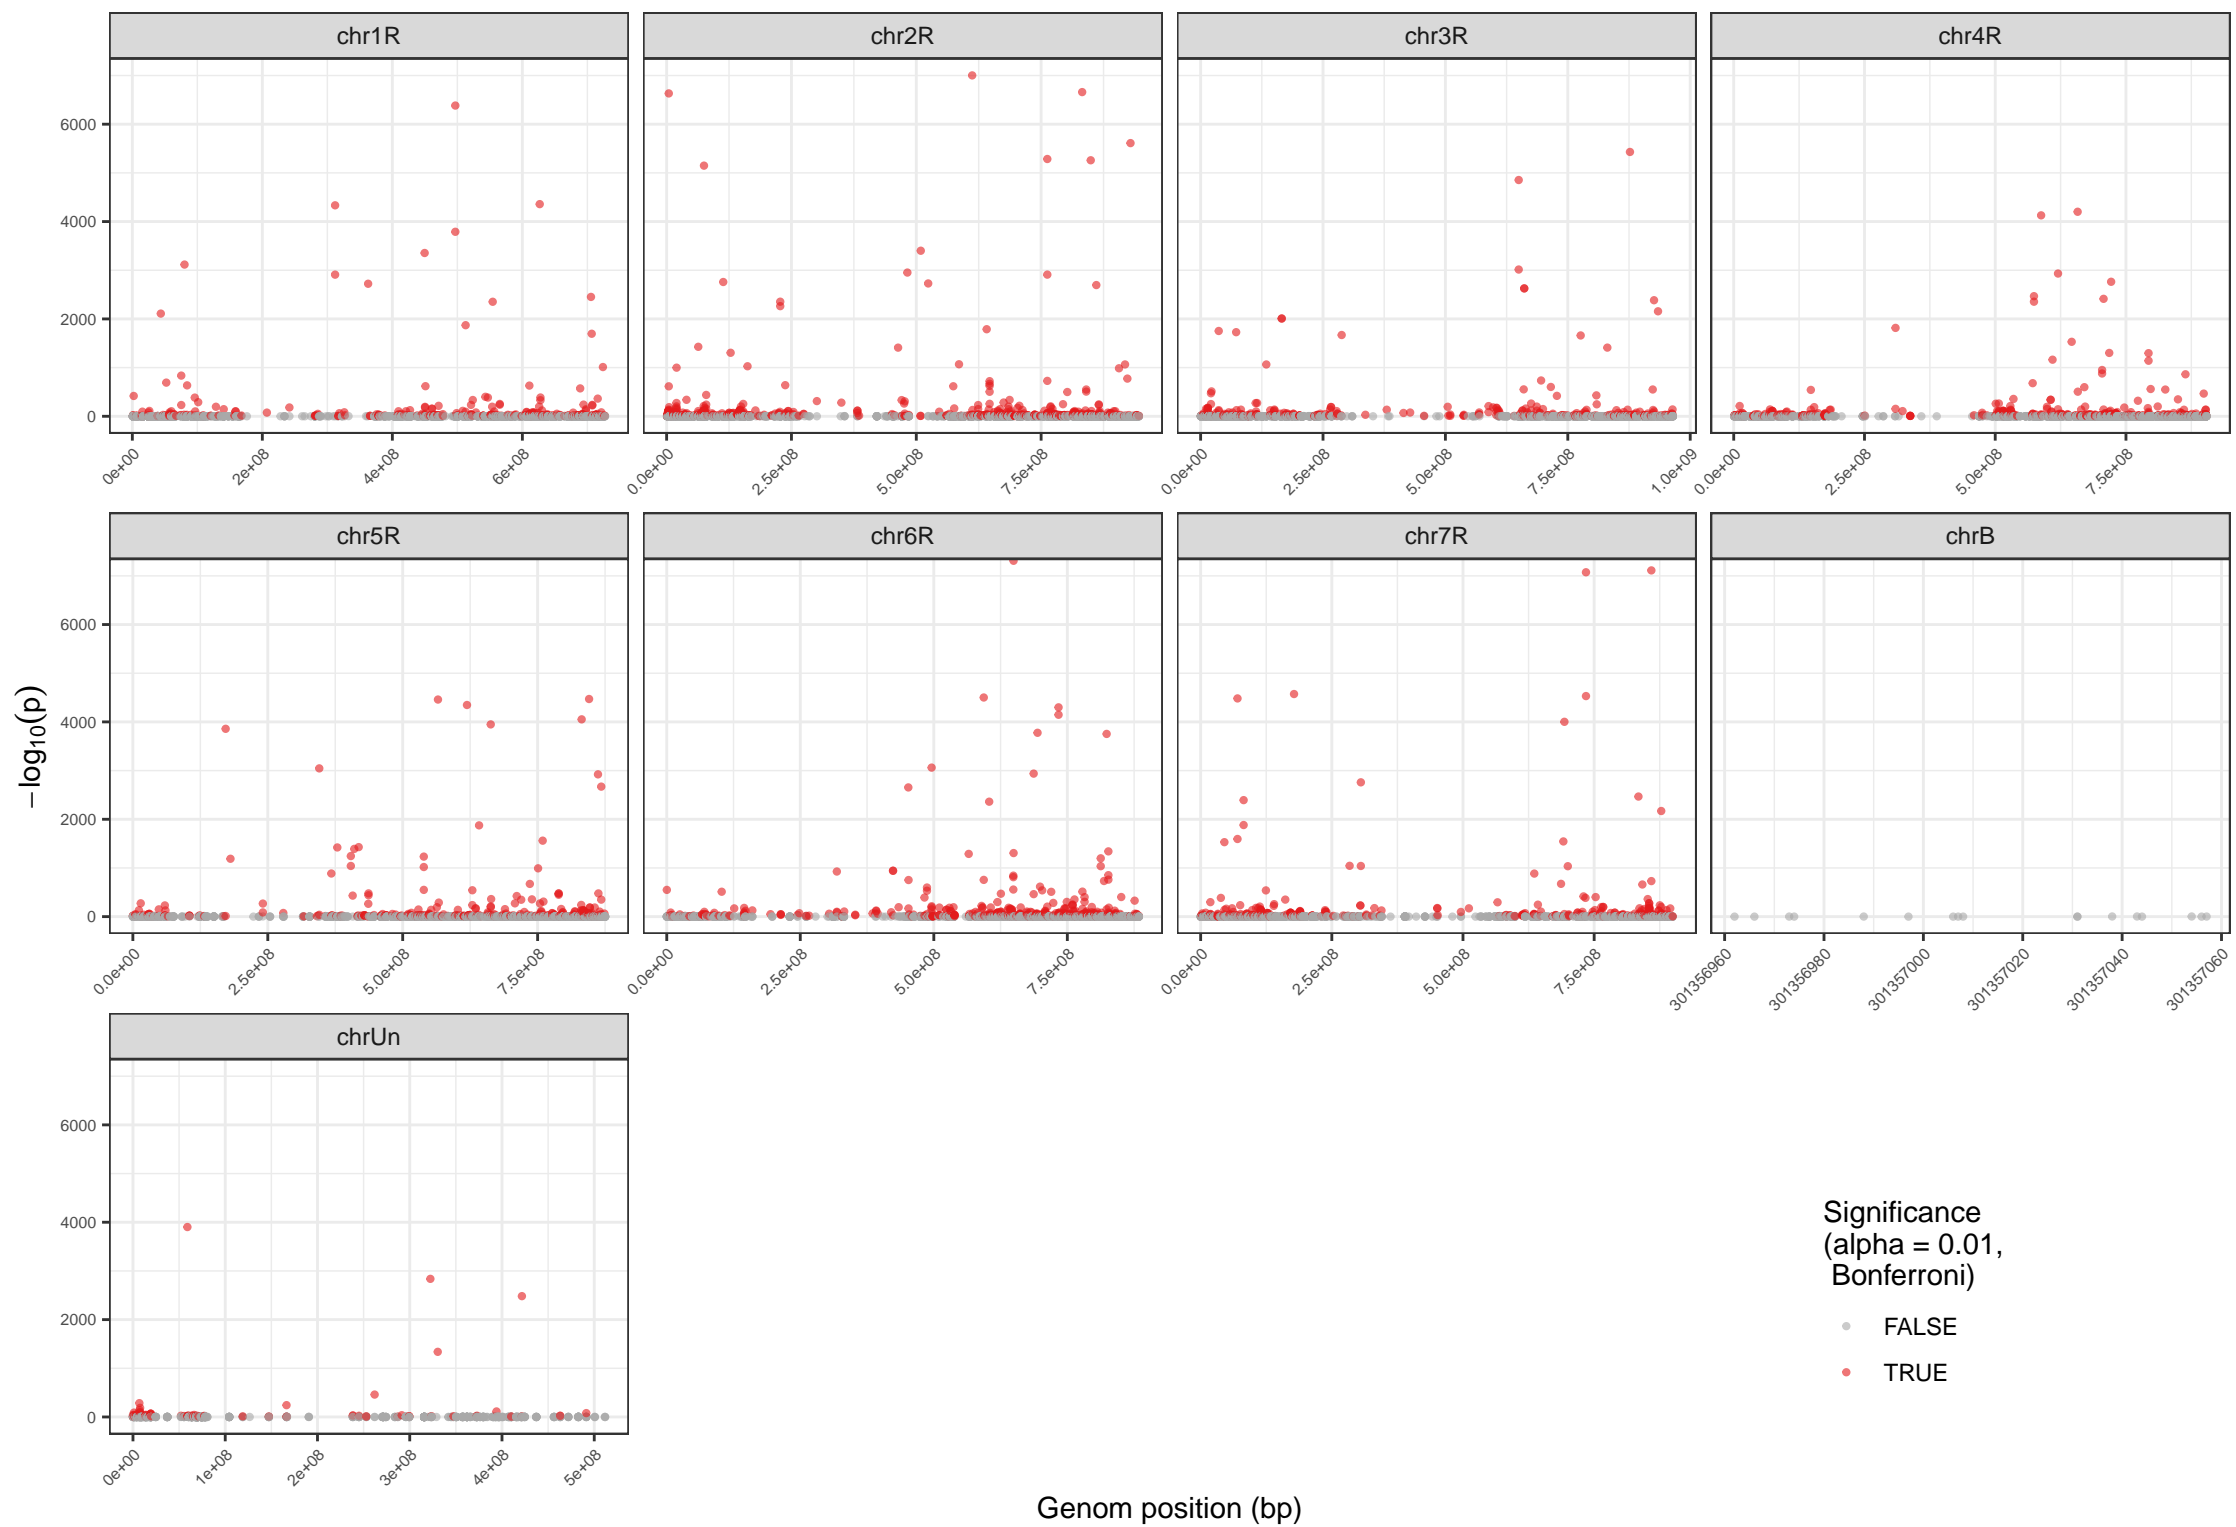 chr1R
chr2R
chr3R
chr4R
6000
4000
2000
0
0e+00
2e+08
4e+08
6e+08
0.0e+00
2.5e+08
5.0e+08
7.5e+08
0.0e+00
2.5e+08
5.0e+08
7.5e+08
1.0e+09
0.0e+00
2.5e+08
5.0e+08
7.5e+08
chr5R
chr6R
chr7R
chrB
6000
4000
2000
0
0.0e+00
2.5e+08
5.0e+08
7.5e+08
0.0e+00
2.5e+08
5.0e+08
7.5e+08
0.0e+00
2.5e+08
5.0e+08
7.5e+08
301356960
301356980
301357000
301357020
301357040
301357060
−log10(p)
chrUn
6000
4000
2000
0
0e+00
1e+08
2e+08
3e+08
4e+08
5e+08
Genom position (bp)
Significance
(alpha = 0.01,
Bonferroni)
FALSE
TRUE